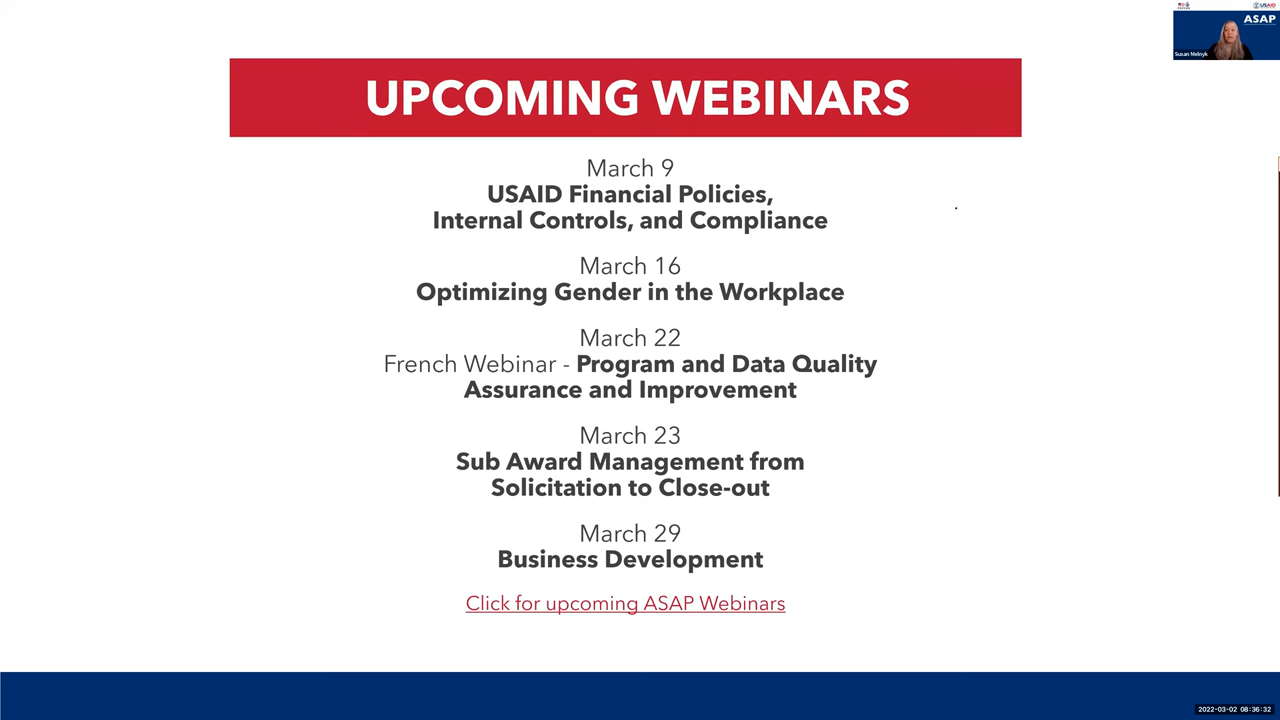 USAID
ASAP
Susan Melnyk
UPCOMING WEBINARS
March 9
USAID Financial Policies,
Internal Controls, and Compliance
March 16
Optimizing Gender in the Workplace
March 22
French Webinar - Program and Data Quality
Assurance and Improvement
March 23
Sub Award Management from
Solicitation to Close-out
March 29
Business Development
Click for upcoming ASAP Webinars
2022-03-02 08:36:32